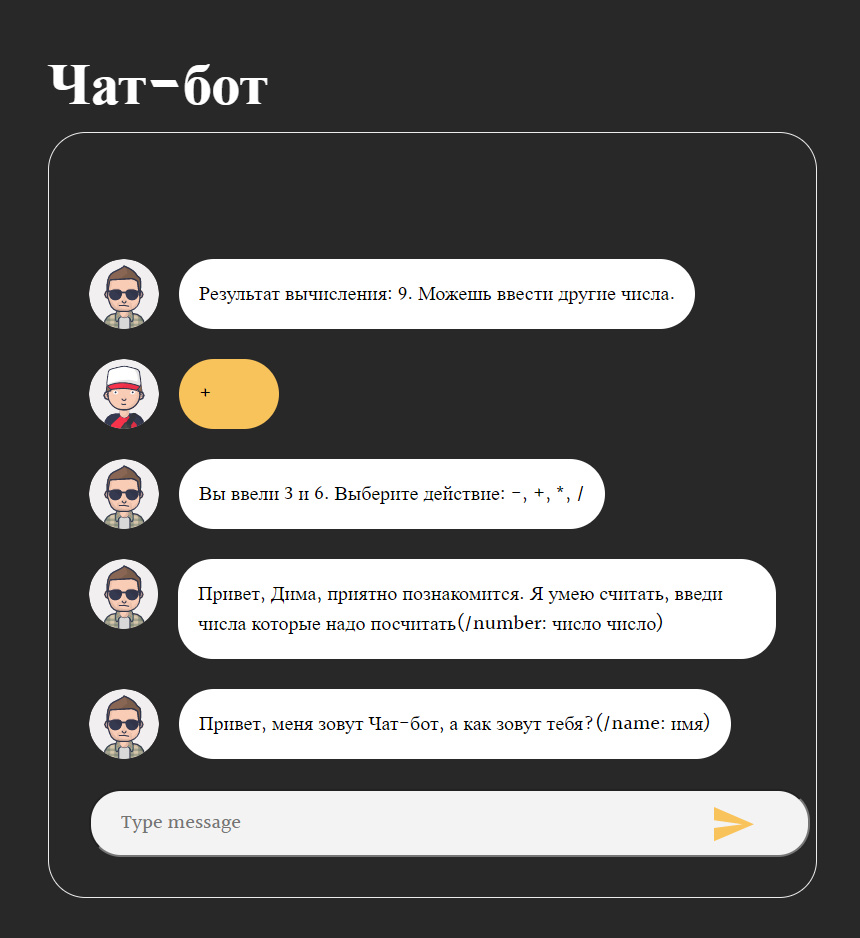 Чат-бот
Результат вычисления: 9. Можешь ввести другие числа.
+
Вы ввели 3 и 6. Выберите действие: -, +, *, /
Привет, Дима, приятно познакомится. Я умею считать, введи
числа которые надо посчитать(/number: число число)
Привет, меня зовут Чат-бот, а как зовут тебя?(/name: имя)
Type message